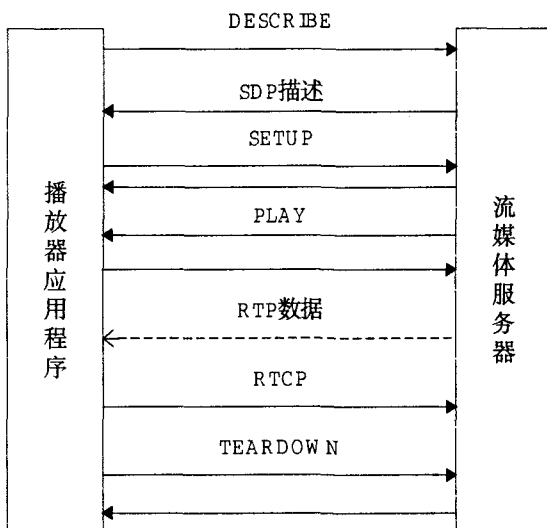 DESCRIBE
SDP描述
SETUP
PLAY
RTP数据
RTCP
TEARDOWN
播放器应用程序
流媒体服务器